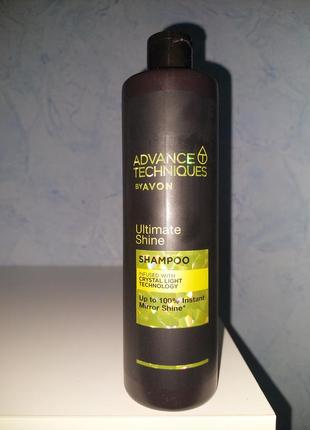 ADVANCE T
TECHNIQUES
BY AVON
Ultimate
Shine
SHAMPOO
INFUSED WITH
CRYSTAL LIGHT
TECHNOLOGY
Up to 100% Instant
Mirror Shine*